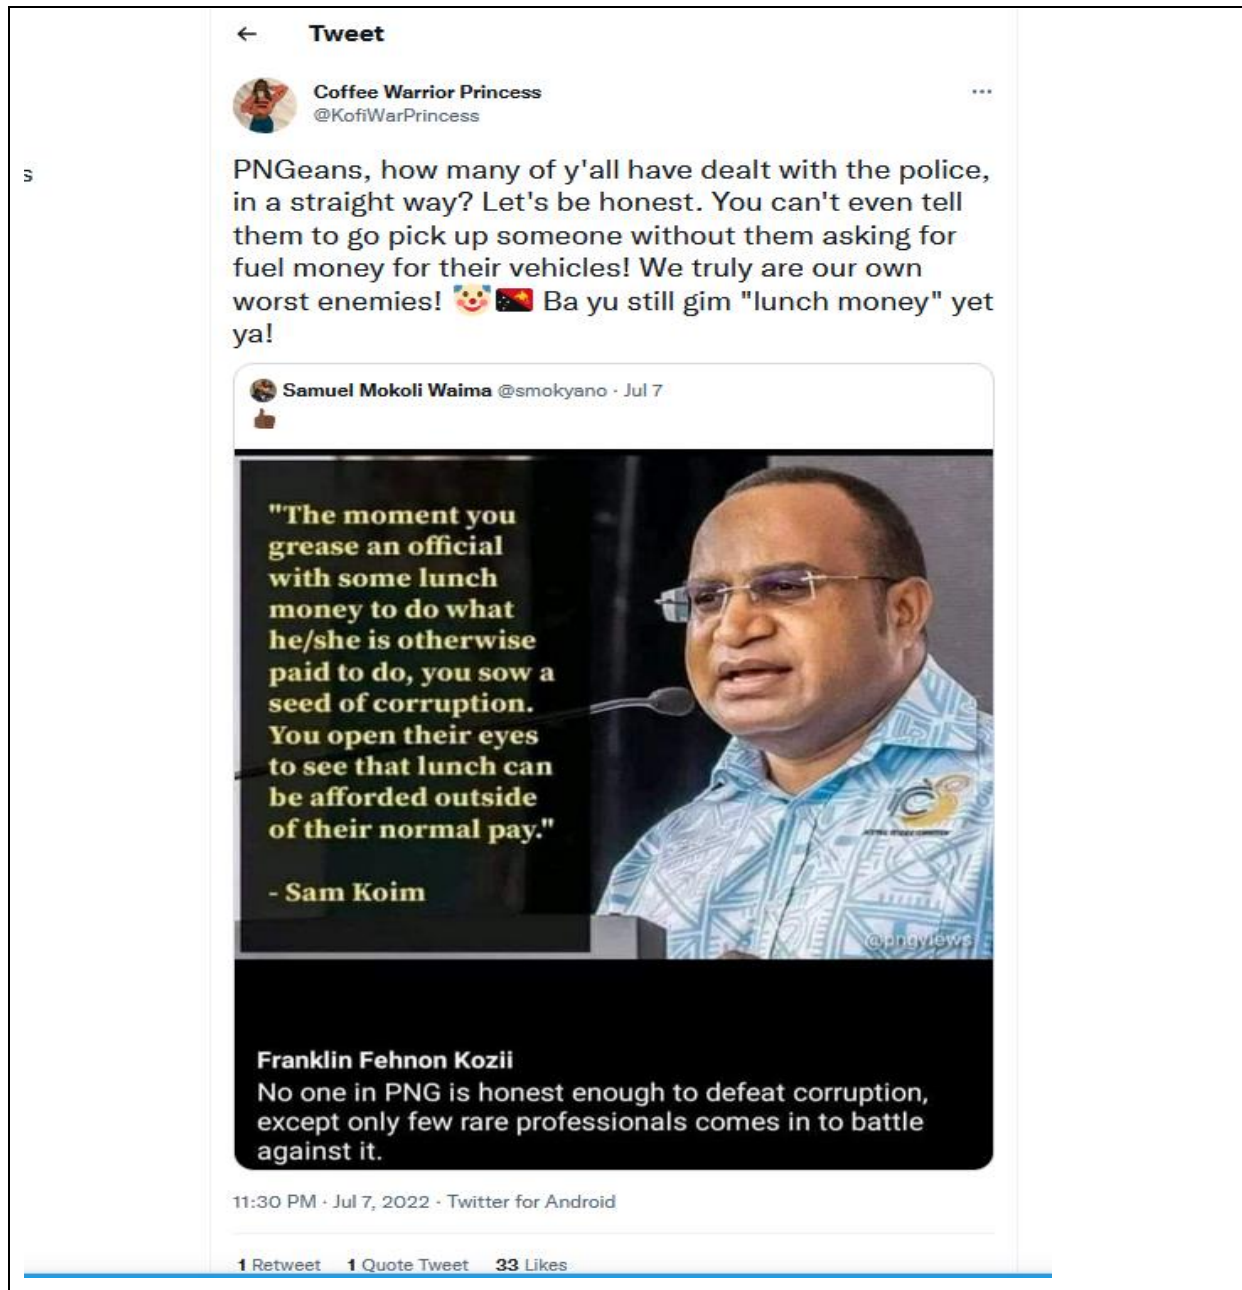 ← Tweet
Coffee Warrior Princess
@KofiWarPrincess
s
PNGeans, how many of y'all have dealt with the police,
in a straight way? Let's be honest. You can't even tell
them to go pick up someone without them asking for
fuel money for their vehicles! We truly are our own
worst enemies! 🤡🇵🇬 Ba yu still gim "lunch money" yet
ya!
Samuel Mokoli Waima @smokyano · Jul 7
👍🏾
"The moment you
grease an official
with some lunch
money to do what
he/she is otherwise
paid to do, you sow a
seed of corruption.
You open their eyes
to see that lunch can
be afforded outside
of their normal pay."
- Sam Koim
@pngviews
Franklin Fehnon Kozii
No one in PNG is honest enough to defeat corruption,
except only few rare professionals comes in to battle
against it.
11:30 PM · Jul 7, 2022 · Twitter for Android
1 Retweet 1 Quote Tweet 33 Likes